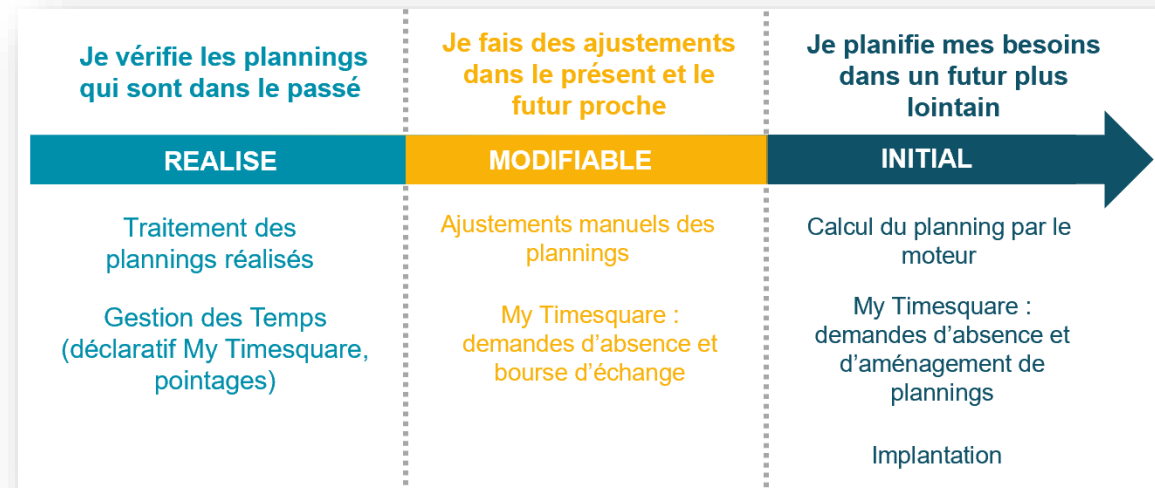 Je vérifie les plannings
qui sont dans le passé
Je fais des ajustements
dans le présent et le
futur proche
Je planifie mes besoins
dans un futur plus
lointain
REALISE
MODIFIABLE
INITIAL
Traitement des
plannings réalisés
Gestion des Temps
(déclaratif My Timesquare,
pointages)
Ajustements manuels des
plannings
My Timesquare :
demandes d'absence et
bourse d'échange
Calcul du planning par le
moteur
My Timesquare :
demandes d'absence et
d'aménagement de
plannings
Implantation